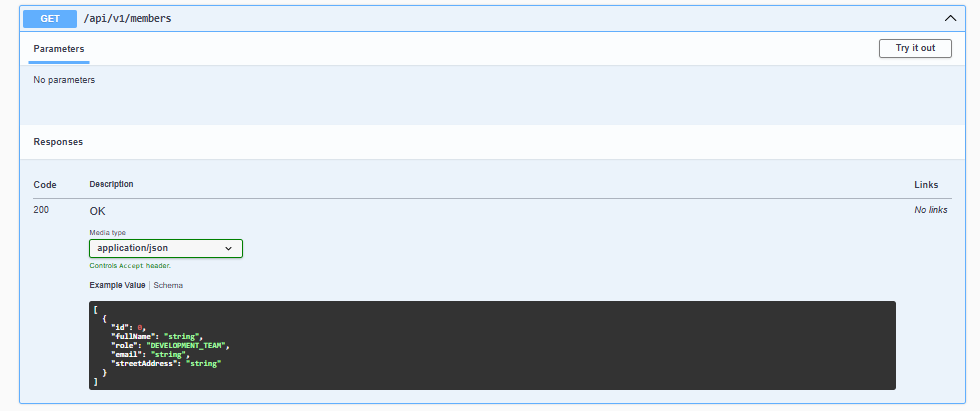 GET /api/v1/members
Parameters Try it out
No parameters
Responses
Code Description Links
200 OK No links
Media type
application/json
Controls Accept header.
Example Value | Schema
[
  {
    "id": 0,
    "fullName": "string",
    "role": "DEVELOPMENT_TEAM",
    "email": "string",
    "streetAddress": "string"
  }
]